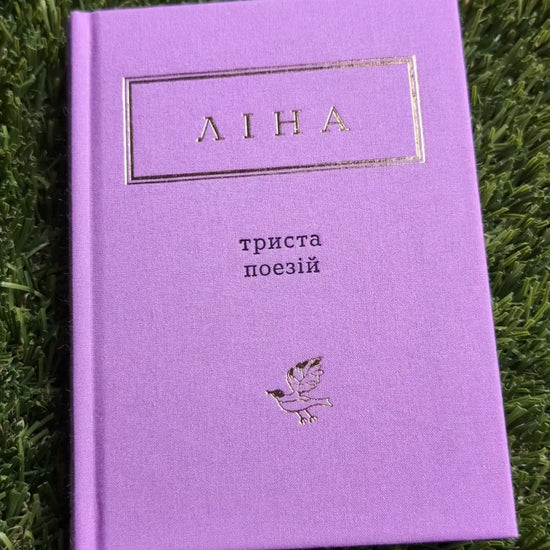 ЛІНА
триста
поезій